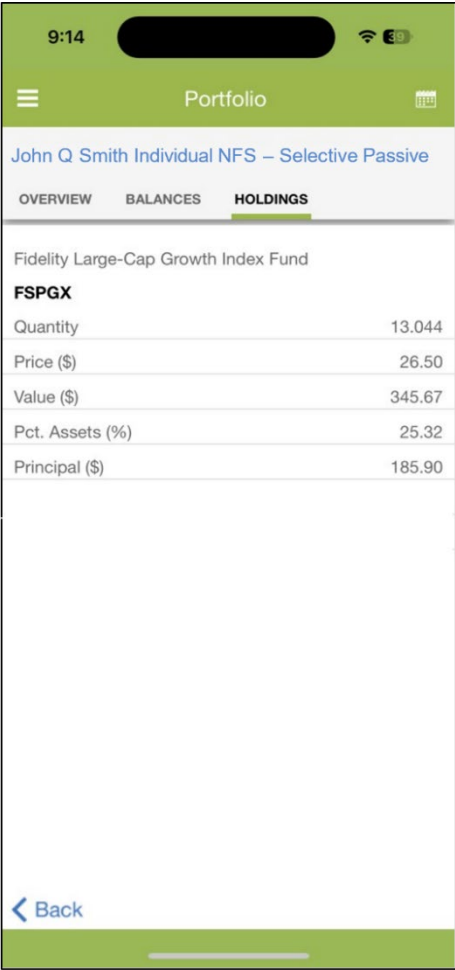 9:14
39
Portfolio
John Q Smith Individual NFS – Selective Passive
OVERVIEW BALANCES HOLDINGS
Fidelity Large-Cap Growth Index Fund
FSPGX
Quantity 13.044
Price ($) 26.50
Value ($) 345.67
Pct. Assets (%) 25.32
Principal ($) 185.90
Back